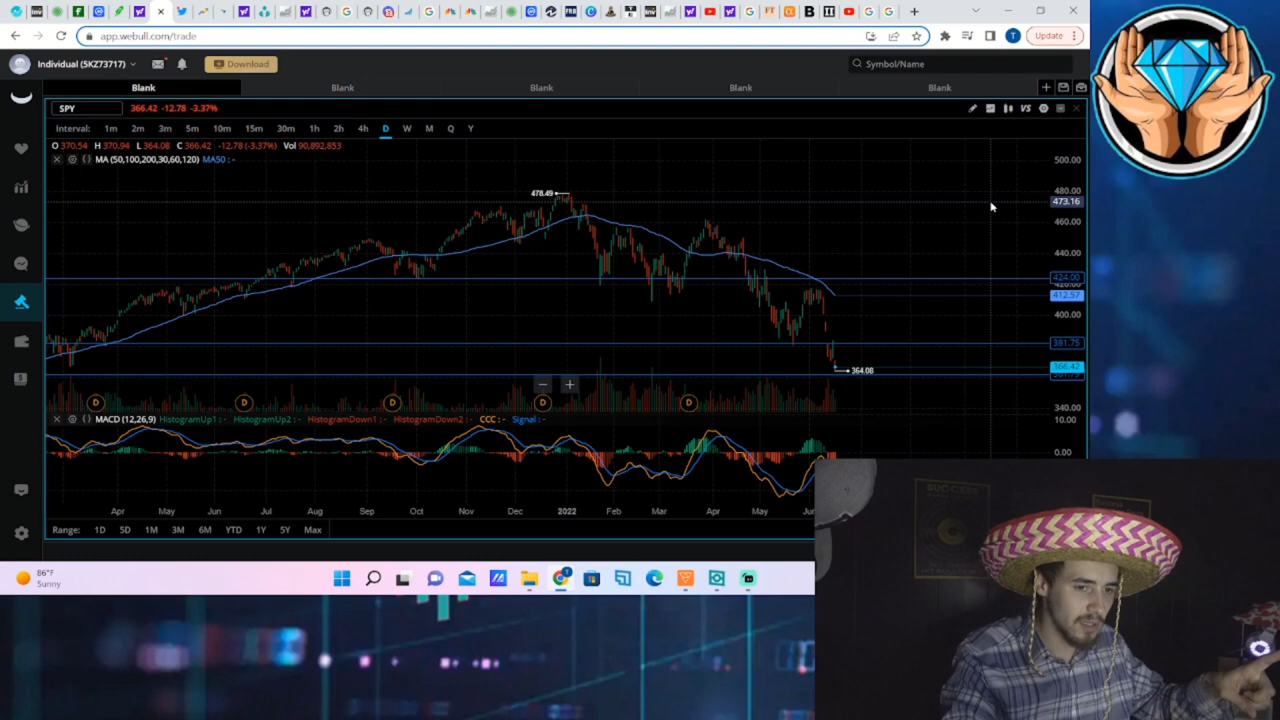 app.webull.com/trade
T
Update
Individual (5KZ73717)
Download
Symbol/Name
Blank
Blank
Blank
Blank
Blank
SPY
366.42 -12.78 -3.37%
VS
Interval: 1m 2m 3m 5m 10m 15m 30m 1h 2h 4h D W M Q Y
O 370.54 H 370.94 L 364.08 C 366.42 -12.78 (-3.37%) Vol 90,892,853
MA (50,100,200,30,60,120) MA50 : -
500.00
480.00
478.49
473.16
460.00
440.00
424.00
420.00
412.57
400.00
381.75
366.42
364.08
340.00
D D D D D
MACD (12,26,9) HistogramUp1 : - HistogramUp2 : - HistogramDown1 : - HistogramDown2 : - CCC : - Signal : -
10.00
0.00
Apr May Jun Jul Aug Sep Oct Nov Dec 2022 Feb Mar Apr May
Range: 1D 5D 1M 3M 6M YTD 1Y 5Y Max
SUCCESS
86°F
Sunny